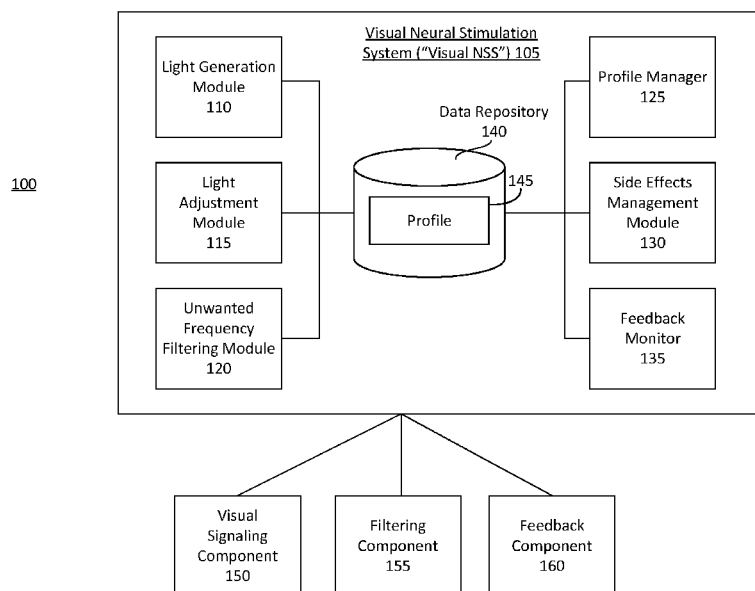 Visual Neural Stimulation
System ("Visual NSS") 105
Light Generation
Module
110
Profile Manager
125
Data Repository
140
100
Light
Adjustment
Module
115
145
Profile
Side Effects
Management
Module
130
Unwanted
Frequency
Filtering Module
120
Feedback
Monitor
135
Visual
Signaling
Component
150
Filtering
Component
155
Feedback
Component
160